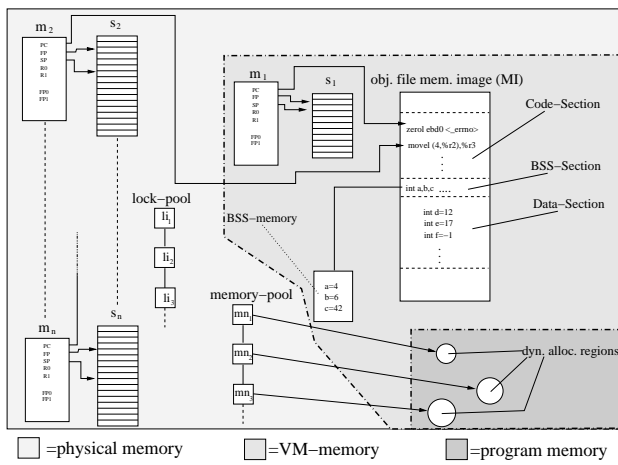 m2
s2
PC
FP
SP
R0
R1
FP0
FP1
m1
s1
PC
FP
SP
R0
R1
FP0
FP1
obj. file mem. image (MI)
Code-Section
zerol ebd0 <_errno>
movel (4,%r2),%r3
BSS-Section
int a,b,c ....
Data-Section
int d=12
int e=17
int f=-1
lock-pool
li1
li2
li3
BSS-memory
a=4
b=6
c=42
memory-pool
mn1
mn2
mn3
dyn. alloc. regions
mn
sn
PC
FP
SP
R0
R1
FP0
FP1
=physical memory
=VM-memory
=program memory